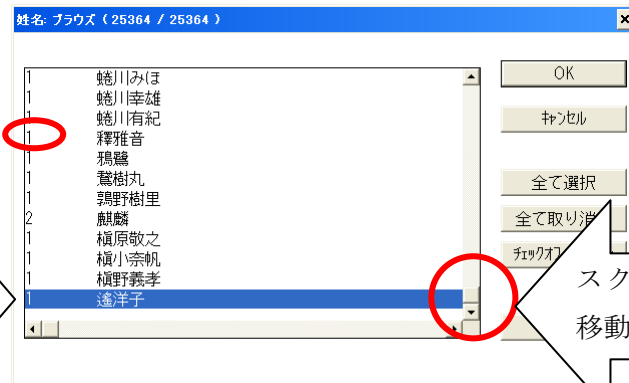 姓名: ブラウズ ( 25364 / 25364 )
1 蜷川みほ
1 蜷川幸雄
1 蜷川有紀
1 釋雅音
1 鴉鷺
1 鶖樹丸
1 鶉野樹里
2 麒麟
1 槇原敬之
1 槇小奈帆
1 槇野義孝
1 遙洋子
OK
ｷｬﾝｾﾙ
全て選択
全て取り消
ﾁｪｯｸｵﾌ
スク
移動